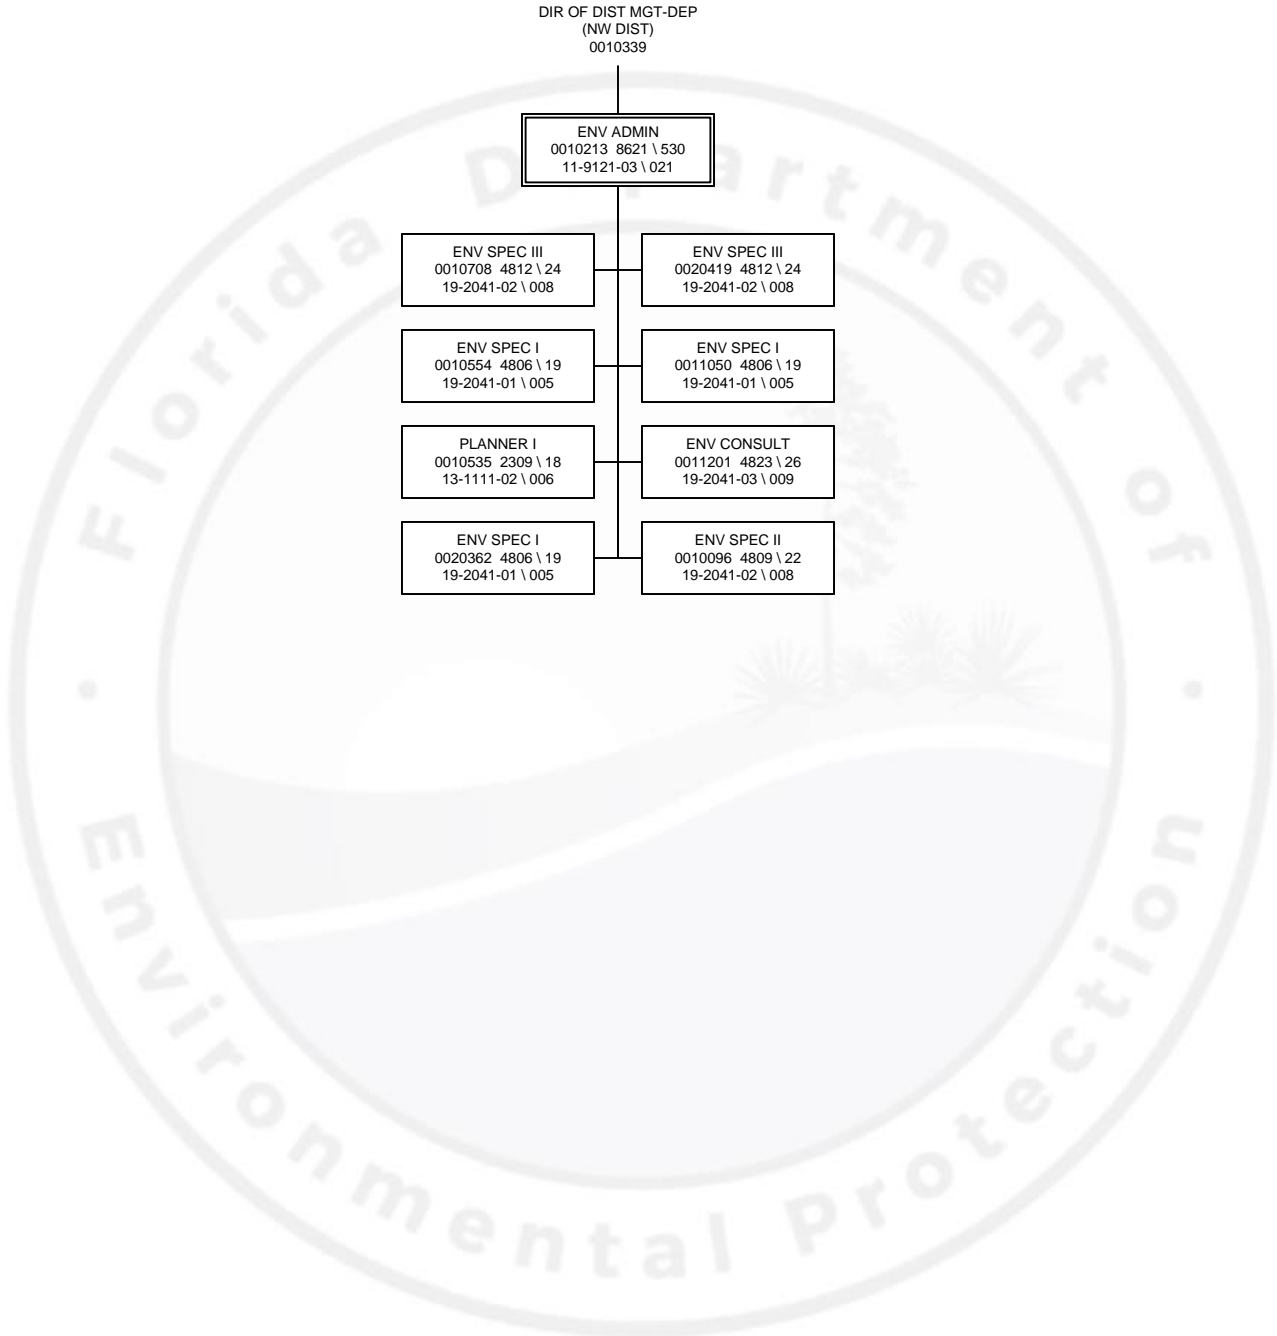 DIR OF DIST MGT-DEP
(NW DIST)
0010339
ENV ADMIN
0010213 8621 \ 530
11-9121-03 \ 021
ENV SPEC III
0010708 4812 \ 24
19-2041-02 \ 008
ENV SPEC III
0020419 4812 \ 24
19-2041-02 \ 008
ENV SPEC I
0010554 4806 \ 19
19-2041-01 \ 005
ENV SPEC I
0011050 4806 \ 19
19-2041-01 \ 005
PLANNER I
0010535 2309 \ 18
13-1111-02 \ 006
ENV CONSULT
0011201 4823 \ 26
19-2041-03 \ 009
ENV SPEC I
0020362 4806 \ 19
19-2041-01 \ 005
ENV SPEC II
0010096 4809 \ 22
19-2041-02 \ 008
Florida Department of
Environmental Protection